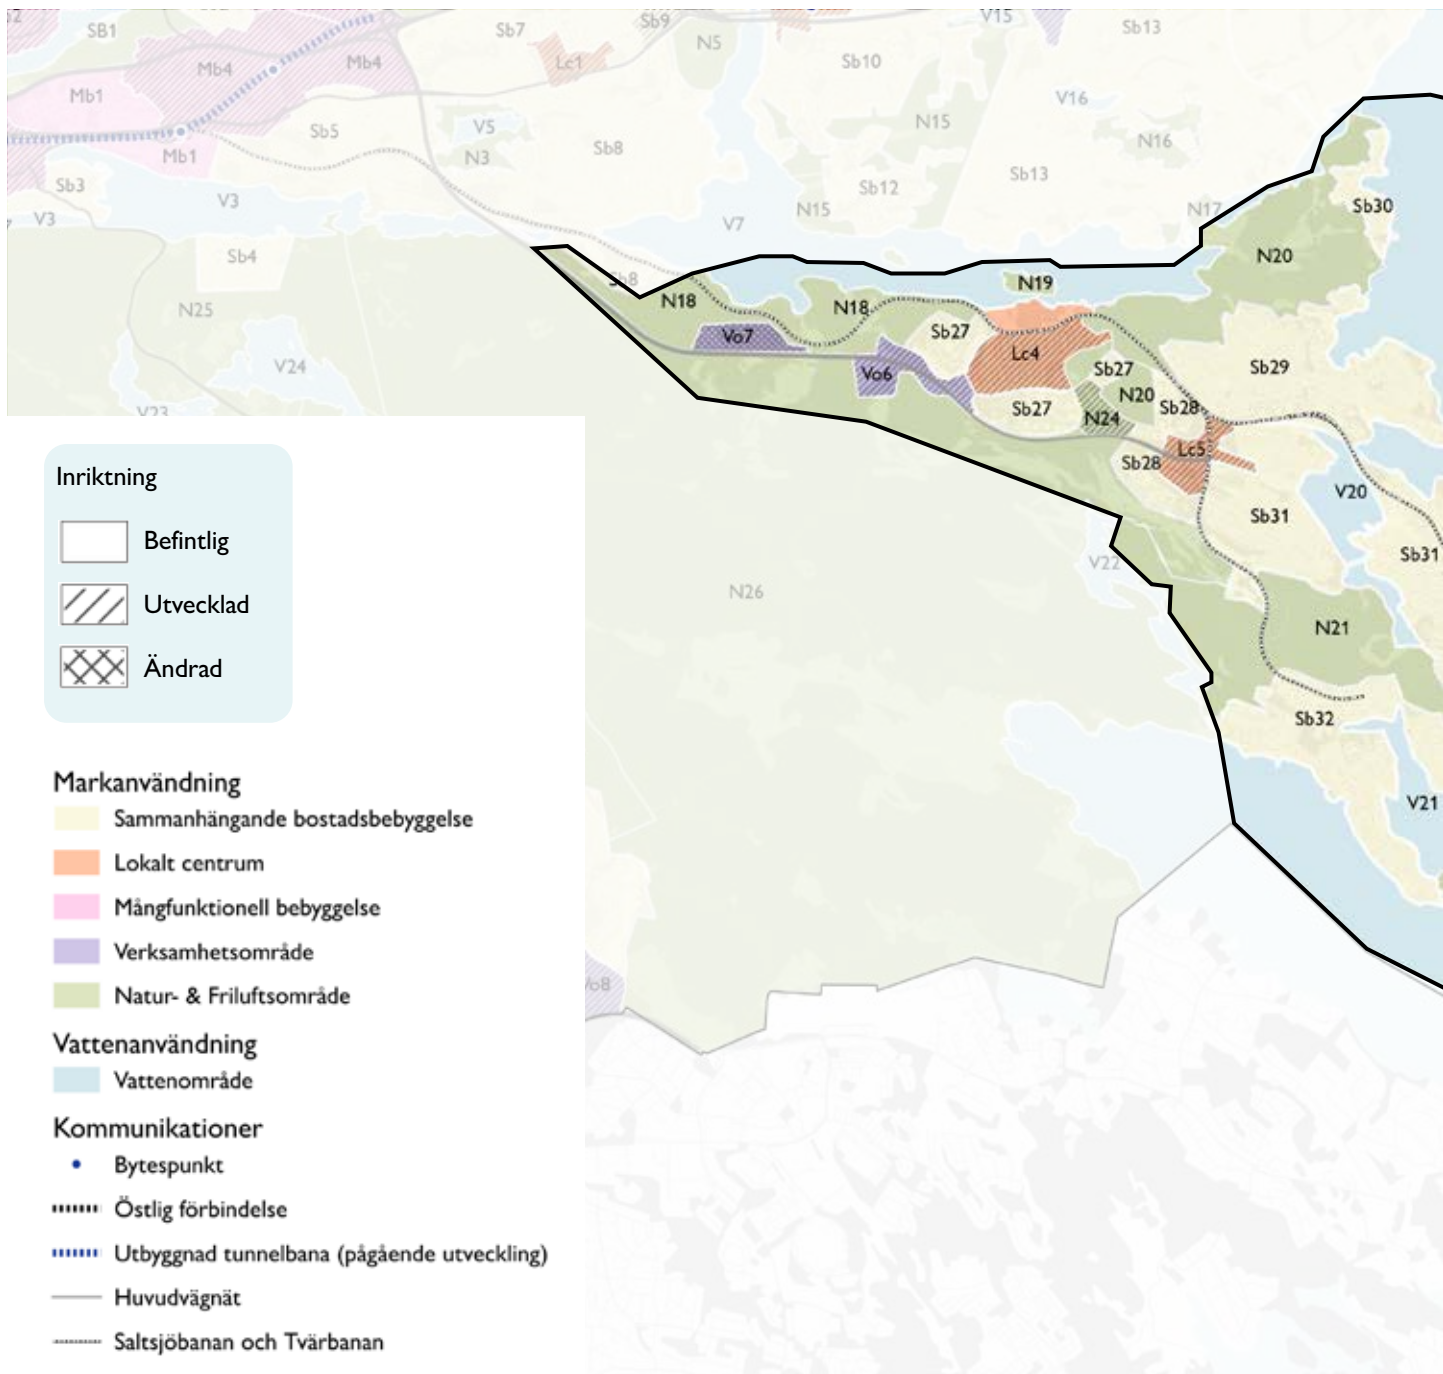 SB1
Sb7
Sb9
V15
Sb13
Mb4
Mb4
Lc1
N5
Sb10
Mb1
V16
Sb5
V5
N15
N16
Mb1
N3
Sb8
Sb3
Sb12
Sb13
V3
V3
N15
N17
Sb30
V7
Sb4
N20
Sb8
N19
N25
N18
N18
Vo7
Sb27
Lc4
V24
Vo6
Sb27
Sb29
N20
V23
Sb27
N24
Sb28
Lc5
Sb28
V20
Sb31
Sb31
V22
N26
N21
Sb32
V21
Vo8
Inriktning
Befintlig
Utvecklad
Ändrad
Markanvändning
Sammanhängande bostadsbebyggelse
Lokalt centrum
Mångfunktionell bebyggelse
Verksamhetsområde
Natur- & Friluftsområde
Vattenanvändning
Vattenområde
Kommunikationer
Bytespunkt
Östlig förbindelse
Utbyggnad tunnelbana (pågående utveckling)
Huvudvägnät
Saltsjöbanan och Tvärbanan